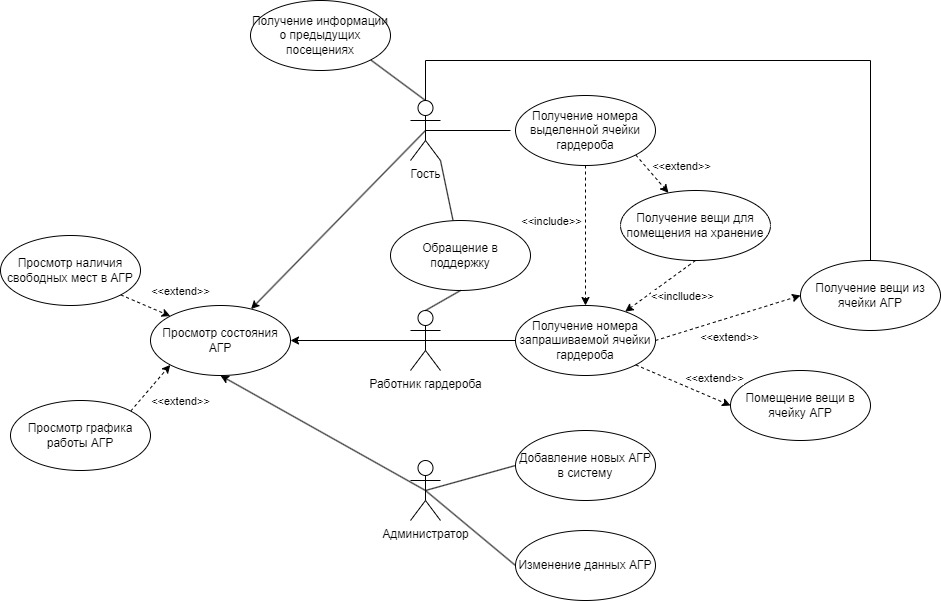 Получение информации
о предыдущих
посещениях
Получение номера
выделенной ячейки
гардероба
<<extend>>
Гость
<<include>>
Получение вещи для
помещения на хранение
Обращение в
поддержку
Просмотр наличия
свободных мест в АГР
<<extend>>
<<incllude>>
Получение вещи из
ячейки АГР
Просмотр состояния
АГР
Получение номера
запрашиваемой ячейки
гардероба
<<extend>>
Работник гардероба
<<extend>>
<<extend>>
Помещение вещи в
ячейку АГР
Просмотр графика
работы АГР
Добавление новых АГР
в систему
Администратор
Изменение данных АГР